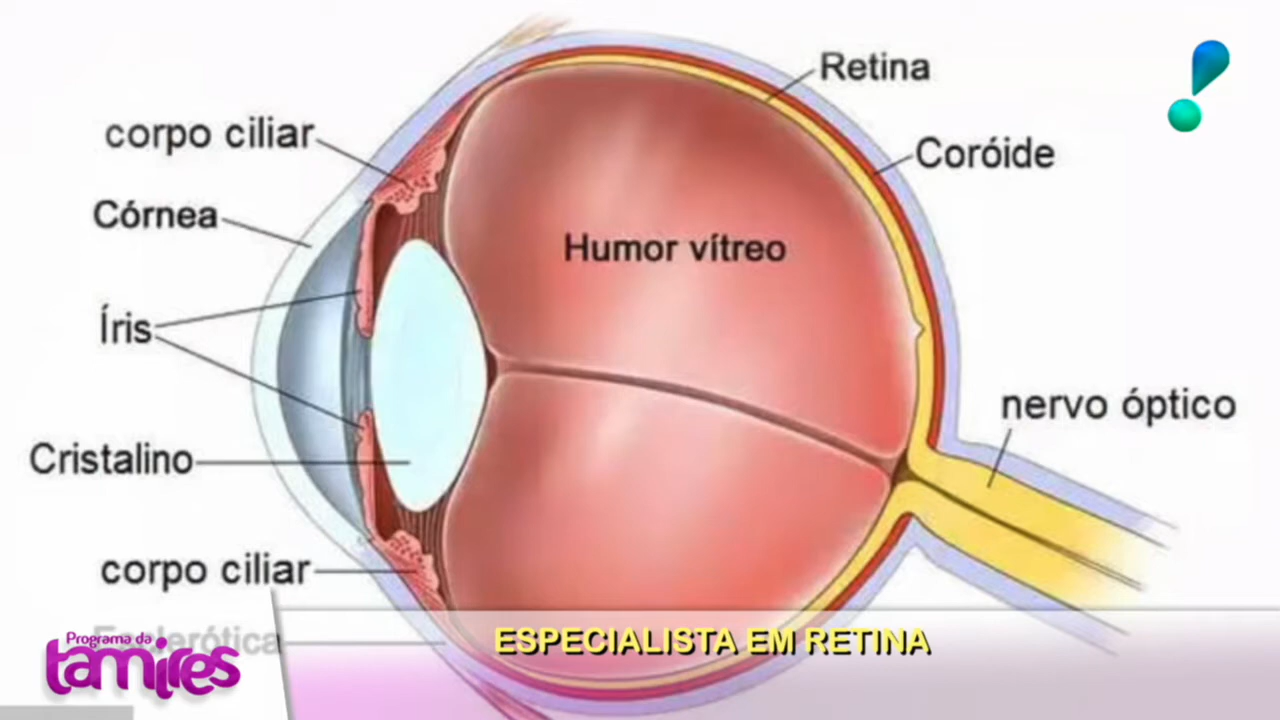 Retina
corpo ciliar
Coróide
Córnea
Humor vítreo
Íris
nervo óptico
Cristalino
corpo ciliar
Esclerótica
Programa da
tamires
ESPECIALISTA EM RETINA